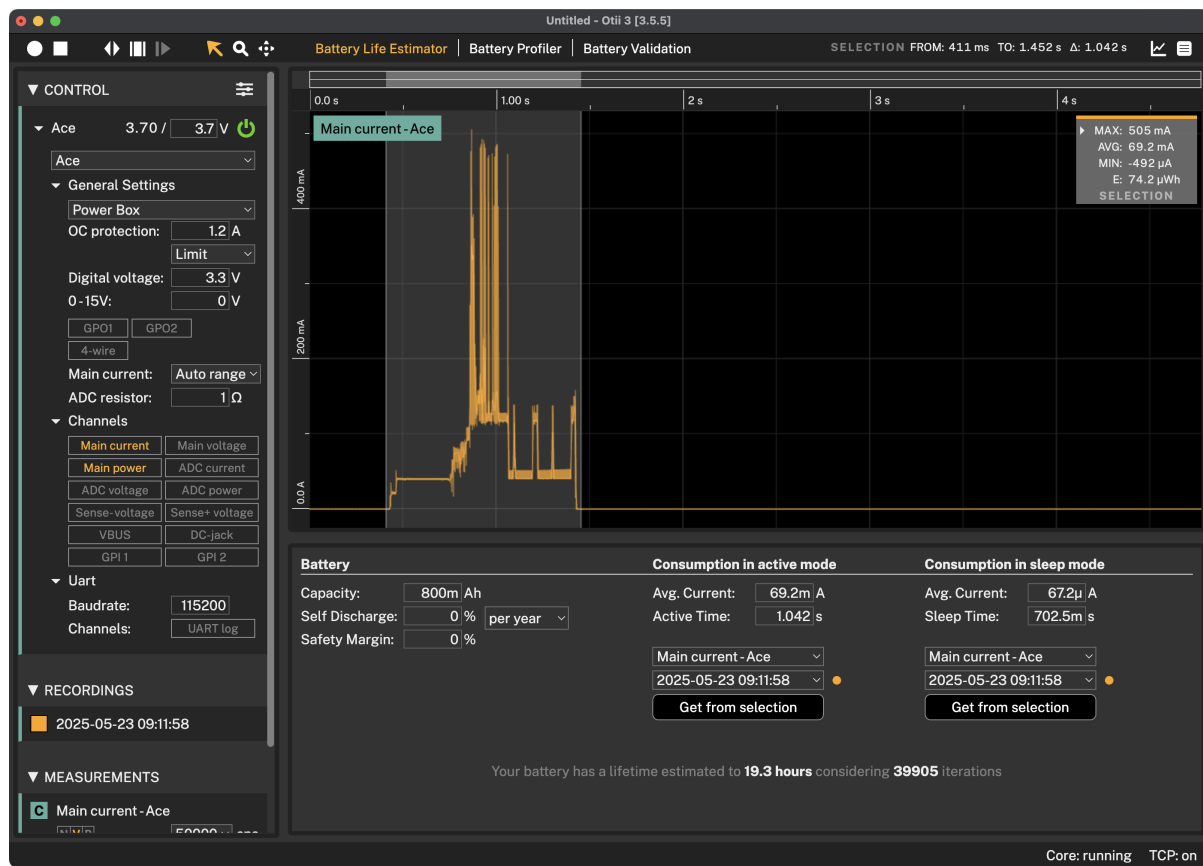 Untitled - Otii 3 [3.5.5]
Battery Life Estimator | Battery Profiler | Battery Validation
SELECTION FROM: 411 ms TO: 1.452 s Δ: 1.042 s
▼ CONTROL
Ace 3.70 / 3.7 V
Ace
General Settings
Power Box
OC protection: 1.2 A
Limit
Digital voltage: 3.3 V
0-15V: 0 V
GPO1 GPO2
4-wire
Main current: Auto range
ADC resistor: 1 Ω
Channels
Main current Main voltage
Main power ADC current
ADC voltage ADC power
Sense-voltage Sense+ voltage
VBUS DC-jack
GPI 1 GPI 2
Uart
Baudrate: 115200
Channels: UART log
▼ RECORDINGS
2025-05-23 09:11:58
▼ MEASUREMENTS
C Main current - Ace
0.0 s 1.00 s 2 s 3 s 4 s
Main current - Ace
400 mA
200 mA
0.0 A
MAX: 505 mA
AVG: 69.2 mA
MIN: -492 µA
E: 74.2 µWh
SELECTION
Battery
Capacity: 800m Ah
Self Discharge: 0 % per year
Safety Margin: 0 %
Consumption in active mode
Avg. Current: 69.2m A
Active Time: 1.042 s
Main current - Ace
2025-05-23 09:11:58
Get from selection
Consumption in sleep mode
Avg. Current: 67.2µ A
Sleep Time: 702.5m s
Main current - Ace
2025-05-23 09:11:58
Get from selection
Your battery has a lifetime estimated to 19.3 hours considering 39905 iterations
Core: running TCP: on